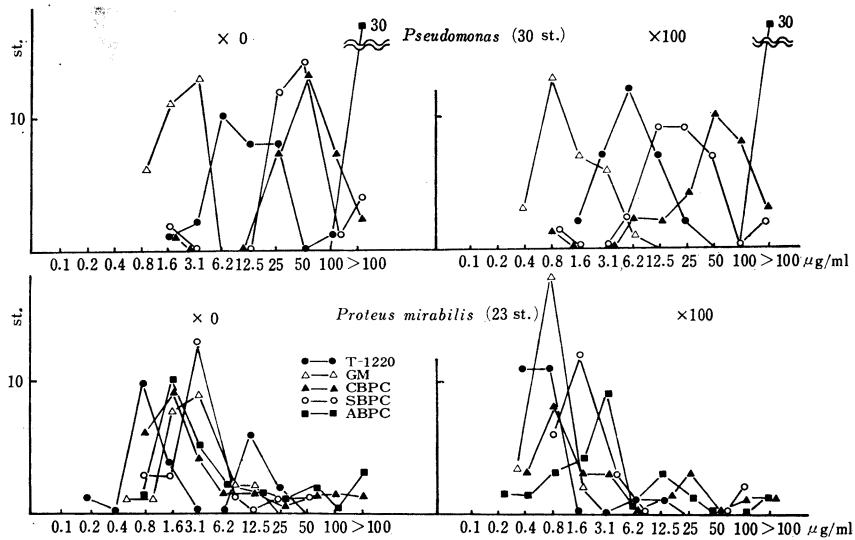 30
30
× 0
Pseudomonas (30 st.)
×100
st.
10
0.1 0.2 0.4 0.8 1.6 3.1 6.2 12.5 25 50 100 >100
0.1 0.2 0.4 0.8 1.6 3.1 6.2 12.5 25 50 100 >100 μg/ml
× 0
Proteus mirabilis (23 st.)
×100
st.
10
T-1220
GM
CBPC
SBPC
ABPC
0.1 0.2 0.4 0.8 1.6 3.1 6.2 12.5 25 50 100 >100
0.1 0.2 0.4 0.8 1.6 3.1 6.2 12.5 25 50 100 >100 μg/ml